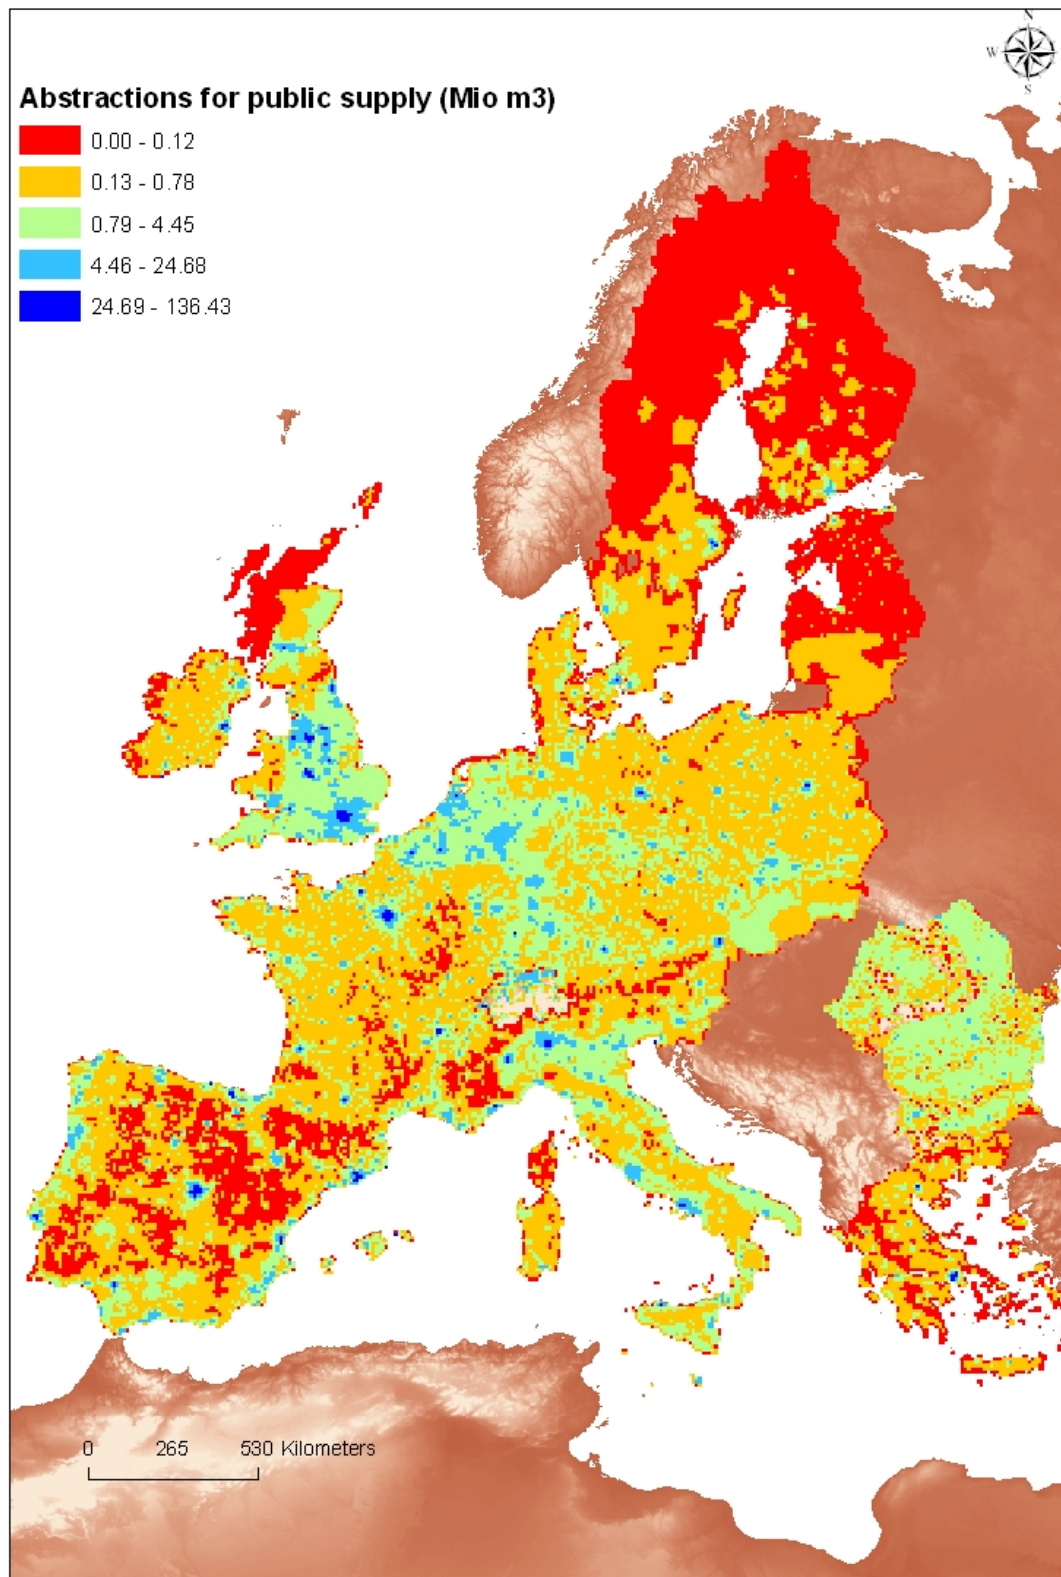 N
W
S
Abstractions for public supply (Mio m3)
0.00 - 0.12
0.13 - 0.78
0.79 - 4.45
4.46 - 24.68
24.69 - 136.43
0 265 530 Kilometers